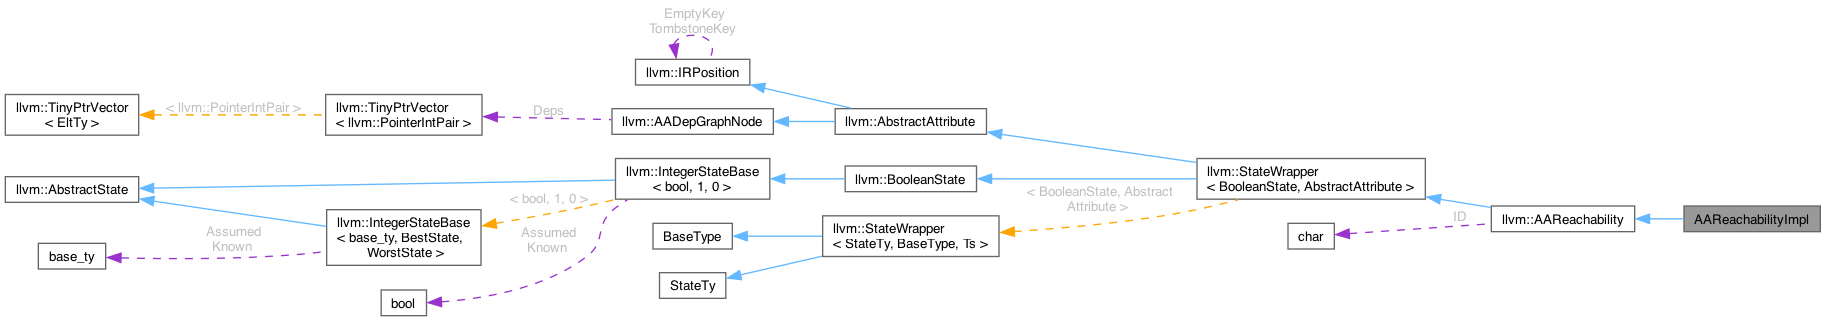 EmptyKey
TombstoneKey
llvm::IRPosition
llvm::TinyPtrVector
< EltTy >
< llvm::PointerIntPair >
llvm::TinyPtrVector
< llvm::PointerIntPair >
Deps
llvm::AADepGraphNode
llvm::AbstractAttribute
llvm::AbstractState
llvm::IntegerStateBase
< bool, 1, 0 >
llvm::BooleanState
llvm::StateWrapper
< BooleanState, AbstractAttribute >
< bool, 1, 0 >
< BooleanState, Abstract
Attribute >
llvm::IntegerStateBase
< base_ty, BestState,
WorstState >
Assumed
Known
Assumed
Known
base_ty
BaseType
llvm::StateWrapper
< StateTy, BaseType, Ts >
char
ID
llvm::AAReachability
AAReachabilityImpl
StateTy
bool